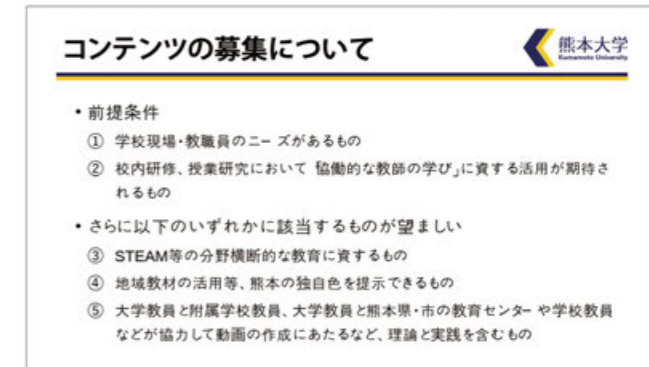 コンテンツの募集について
熊本大学
Kumamoto University
• 前提条件
① 学校現場・教職員のニーズがあるもの
② 校内研修、授業研究において「協働的な教師の学び」に資する活用が期待さ
れるもの
• さらに以下のいずれかに該当するものが望ましい
③ STEAM等の分野横断的な教育に資するもの
④ 地域教材の活用等、熊本の独自色を提示できるもの
⑤ 大学教員と附属学校教員、大学教員と熊本県・市の教育センターや学校教員
などが協力して動画の作成にあたるなど、理論と実践を含むもの